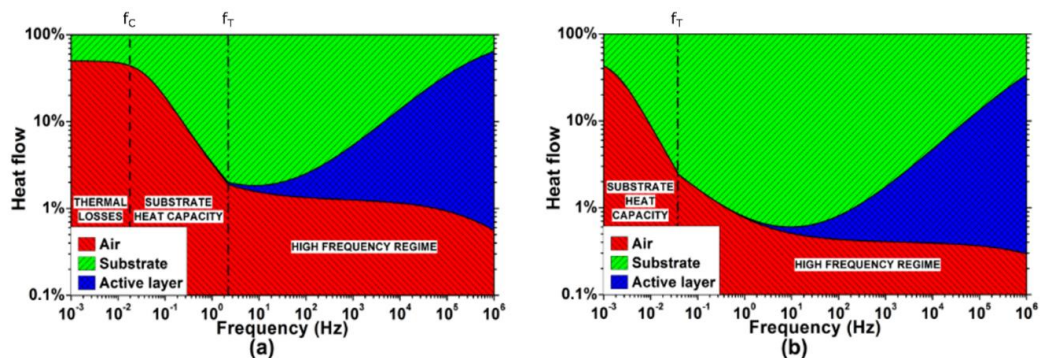 f_C
f_T
100%
10%
1%
0.1%
Heat flow
THERMAL LOSSES
SUBSTRATE HEAT CAPACITY
HIGH FREQUENCY REGIME
Air
Substrate
Active layer
10^-3 10^-2 10^-1 10^0 10^1 10^2 10^3 10^4 10^5 10^6
Frequency (Hz)
(a)
f_T
100%
10%
1%
0.1%
Heat flow
SUBSTRATE
HEAT
CAPACITY
HIGH FREQUENCY REGIME
Air
Substrate
Active layer
10^-3 10^-2 10^-1 10^0 10^1 10^2 10^3 10^4 10^5 10^6
Frequency (Hz)
(b)